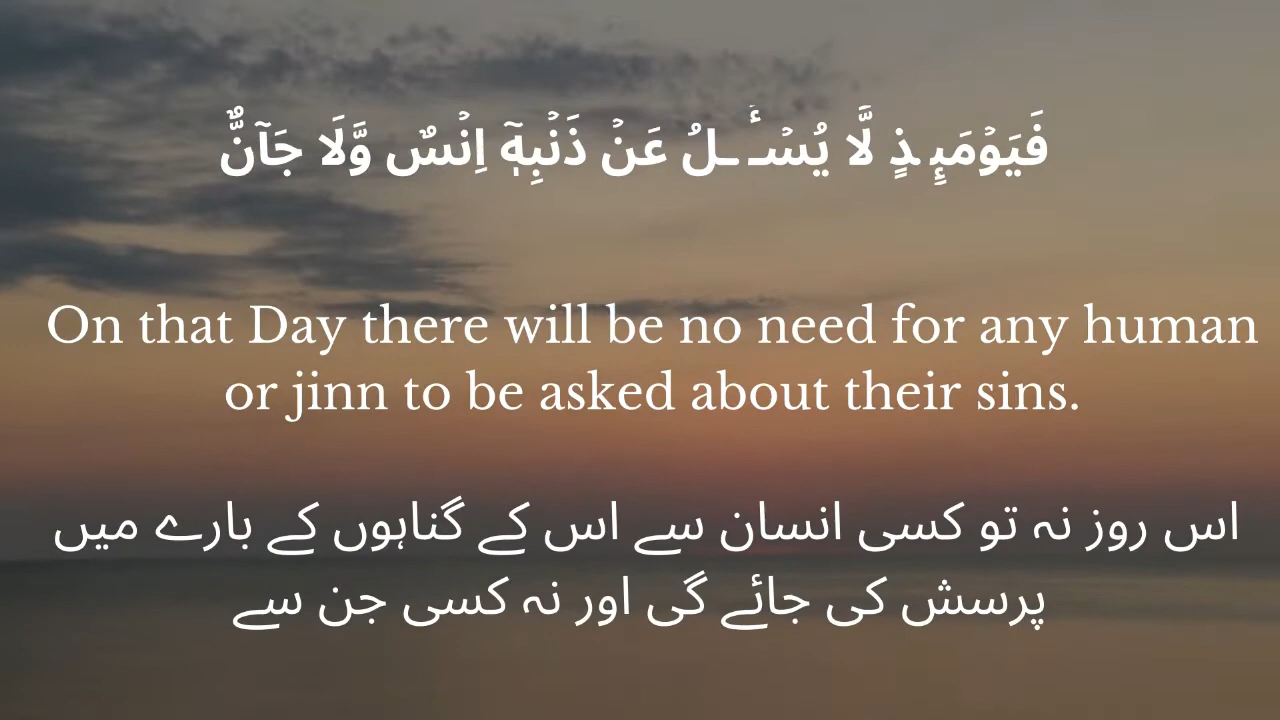 فَيَوۡمَٮِٕذٍ لَّا يُسۡـَٔـلُ عَنۡ ذَنۡۢبِهٖۤ اِنۡسٌ وَّلَا جَآنٌّ‌ۚ
On that Day there will be no need for any human
or jinn to be asked about their sins.
اس روز نہ تو کسی انسان سے اس کے گناہوں کے بارے میں
پرسش کی جائے گی اور نہ کسی جن سے